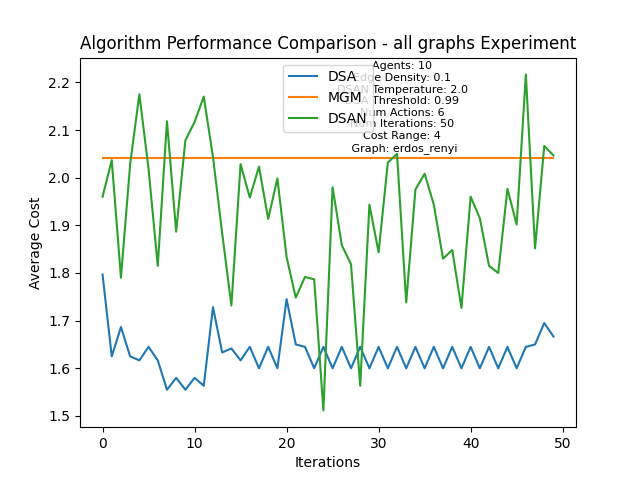 Algorithm Performance Comparison - all graphs Experiment
Agents: 10
Edge Density: 0.1
DSAN Temperature: 2.0
Threshold: 0.99
Num Actions: 6
Num Iterations: 50
Cost Range: 4
Graph: erdos_renyi
DSA
MGM
DSAN
Average Cost
2.2
2.1
2.0
1.9
1.8
1.7
1.6
1.5
0
10
20
30
40
50
Iterations